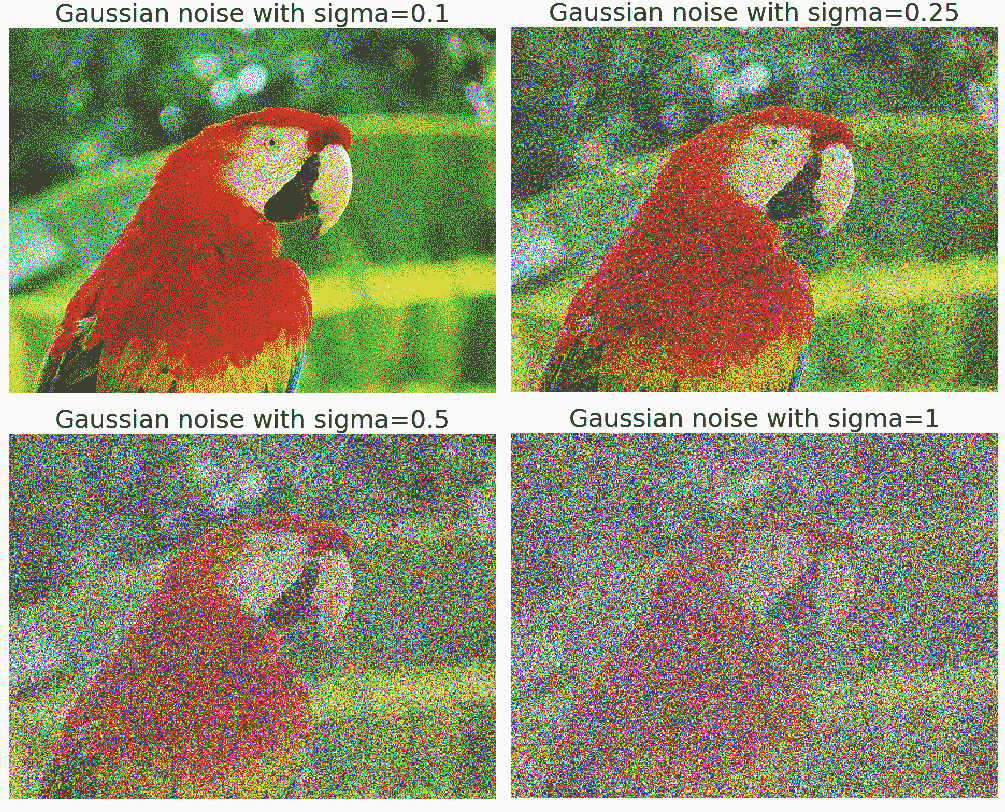 Gaussian noise with sigma=0.1
Gaussian noise with sigma=0.25
Gaussian noise with sigma=0.5
Gaussian noise with sigma=1